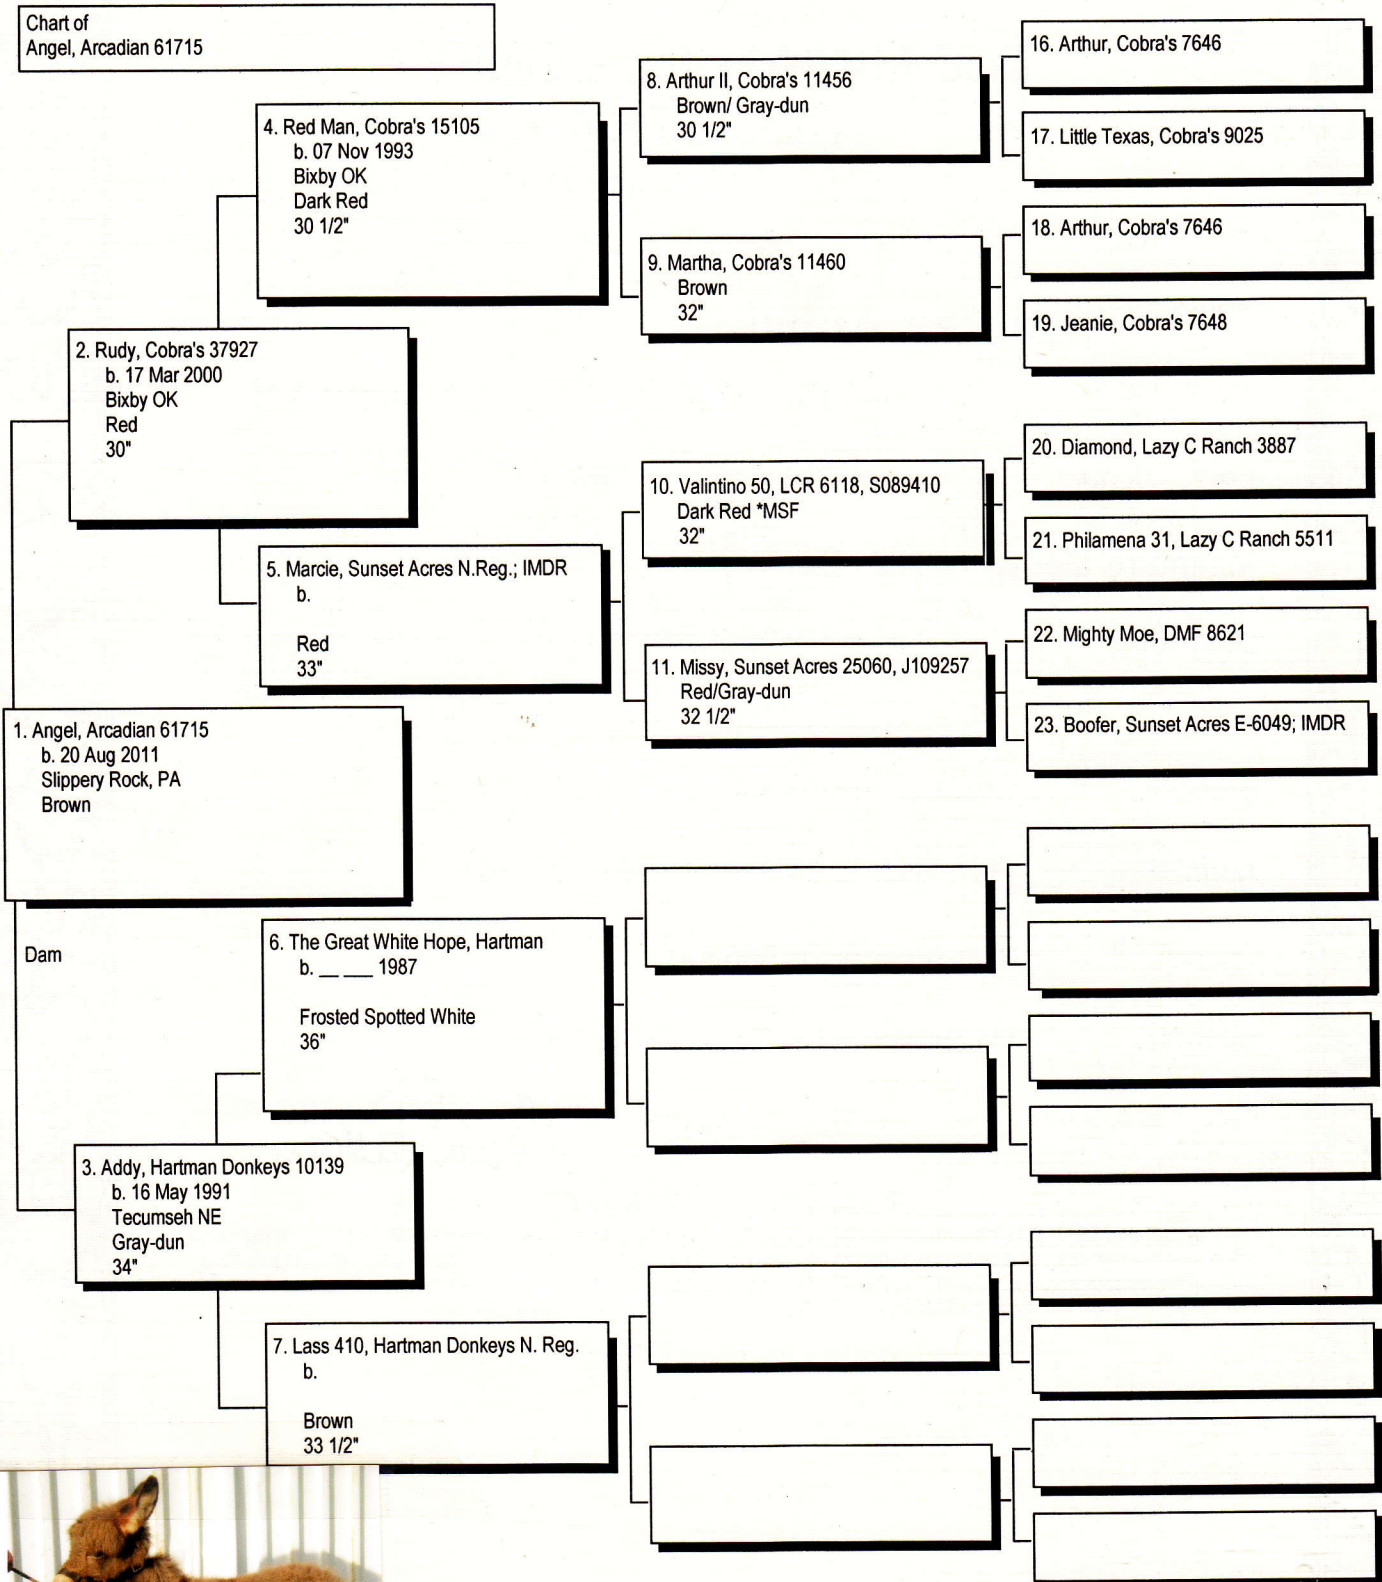 Chart of
Angel, Arcadian 61715
16. Arthur, Cobra's 7646
8. Arthur II, Cobra's 11456
Brown/ Gray-dun
30 1/2"
4. Red Man, Cobra's 15105
b. 07 Nov 1993
Bixby OK
Dark Red
30 1/2"
17. Little Texas, Cobra's 9025
18. Arthur, Cobra's 7646
9. Martha, Cobra's 11460
Brown
32"
19. Jeanie, Cobra's 7648
2. Rudy, Cobra's 37927
b. 17 Mar 2000
Bixby OK
Red
30"
20. Diamond, Lazy C Ranch 3887
10. Valintino 50, LCR 6118, S089410
Dark Red *MSF
32"
21. Philamena 31, Lazy C Ranch 5511
5. Marcie, Sunset Acres N.Reg.; IMDR
b.
Red
33"
22. Mighty Moe, DMF 8621
11. Missy, Sunset Acres 25060, J109257
Red/Gray-dun
32 1/2"
23. Boofer, Sunset Acres E-6049; IMDR
1. Angel, Arcadian 61715
b. 20 Aug 2011
Slippery Rock, PA
Brown
Dam
6. The Great White Hope, Hartman
b. __ ___ 1987
Frosted Spotted White
36"
3. Addy, Hartman Donkeys 10139
b. 16 May 1991
Tecumseh NE
Gray-dun
34"
7. Lass 410, Hartman Donkeys N. Reg.
b.
Brown
33 1/2"